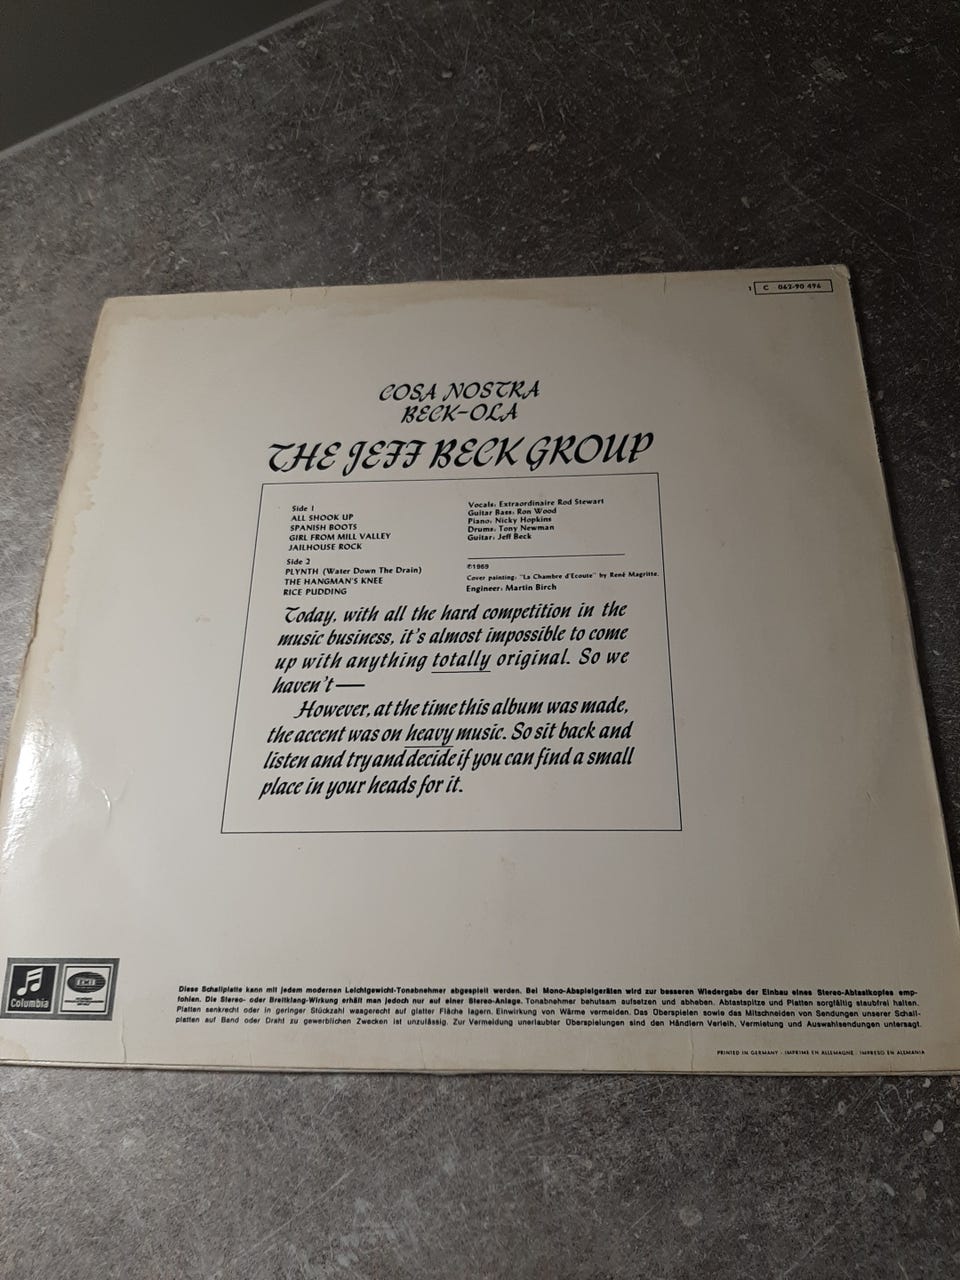 1 C 062-90 496
COSA NOSTRA
BECK-OLA
THE JEFF BECK GROUP
Side 1
ALL SHOOK UP
SPANISH BOOTS
GIRL FROM MILL VALLEY
JAILHOUSE ROCK
Side 2
PLYNTH (Water Down The Drain)
THE HANGMAN'S KNEE
RICE PUDDING
Vocals: Extraordinaire Rod Stewart
Guitar Bass: Ron Wood
Piano: Nicky Hopkins
Drums: Tony Newman
Guitar: Jeff Beck
©1969
Cover painting: "La Chambre d'Ecoute" by René Magritte.
Engineer: Martin Birch
Today, with all the hard competition in the
music business, it's almost impossible to come
up with anything totally original. So we
haven't —
However, at the time this album was made,
the accent was on heavy music. So sit back and
listen and try and decide if you can find a small
place in your heads for it.
Columbia
EMI
Diese Schallplatte kann mit jedem modernen Leichtgewicht-Tonabnehmer abgespielt werden. Bei Mono-Abspielgeräten wird zur besseren Wiedergabe der Einbau eines Stereo-Abtastkopfes emp-
fohlen. Die Stereo- oder Breitklang-Wirkung erhält man jedoch nur auf einer Stereo-Anlage. Tonabnehmer behutsam aufsetzen und abheben. Abtastspitze und Platten sorgfältig staubfrei halten.
Platten senkrecht oder in geringer Stückzahl waagerecht auf glatter Fläche lagern. Einwirkung von Wärme vermeiden. Das Überspielen sowie das Mitschneiden von Sendungen unserer Schall-
platten auf Band oder Draht zu gewerblichen Zwecken ist unzulässig. Zur Vermeidung unerlaubter Überspielungen sind den Händlern Verleih, Vermietung und Auswahlsendungen untersagt.
PRINTED IN GERMANY · IMPRIMÉ EN ALLEMAGNE · IMPRESO EN ALEMANIA